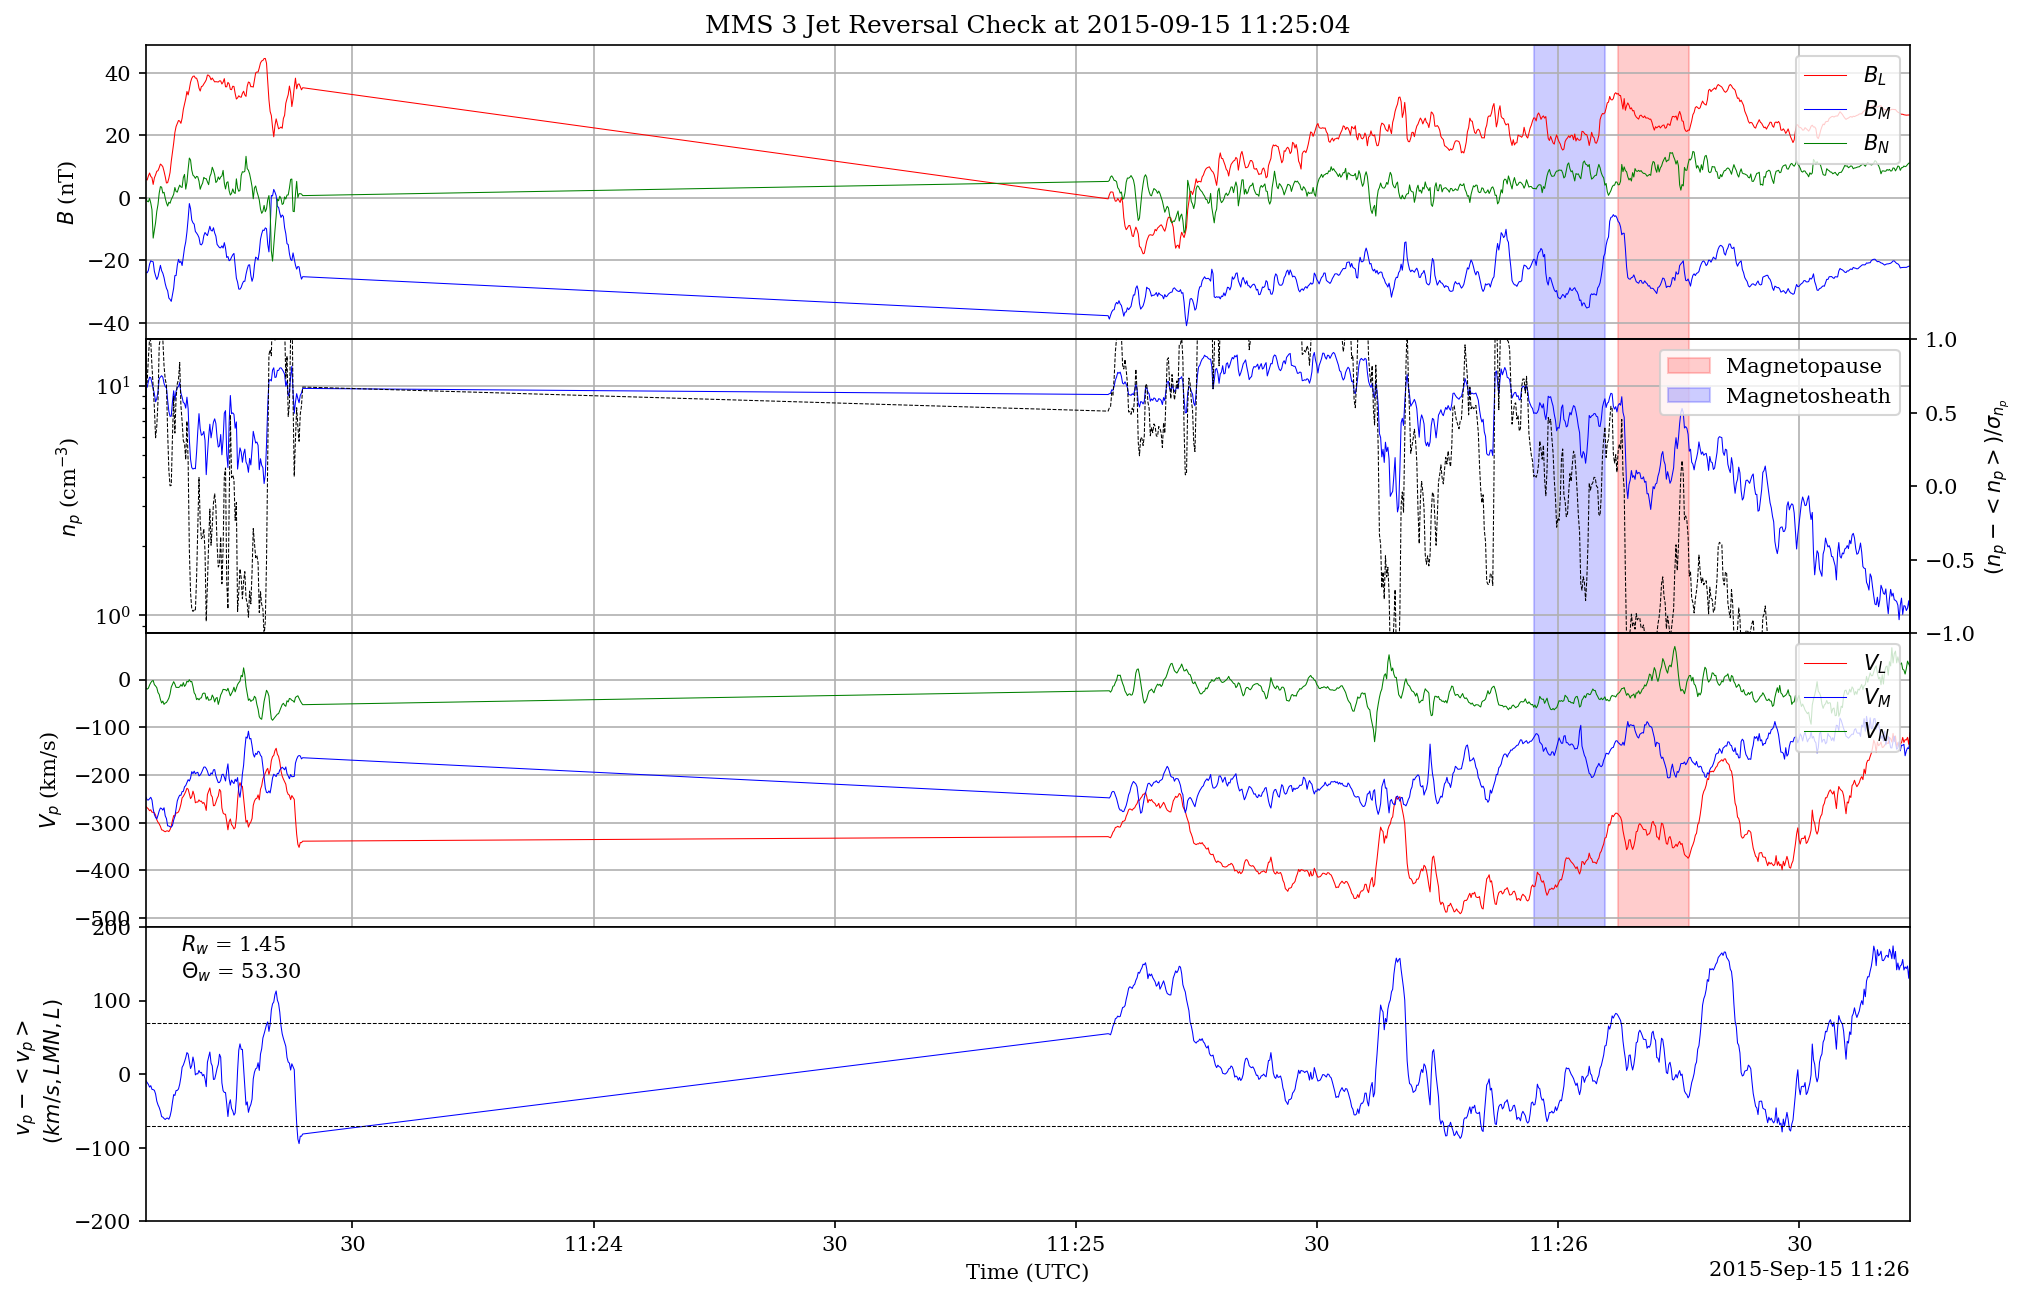 MMS 3 Jet Reversal Check at 2015-09-15 11:25:04
40
20
0
−20
−40
B (nT)
B_L
B_M
B_N
10^1
10^0
n_p (cm^{−3})
1.0
0.5
0.0
−0.5
−1.0
(n_p − < n_p >)/σ_{n_p}
Magnetopause
Magnetosheath
0
−100
−200
−300
−400
−500
V_p (km/s)
V_L
V_M
V_N
200
100
0
−100
−200
v_p − < v_p >
(km/s, LMN, L)
R_w = 1.45
Θ_w = 53.30
30
11:24
30
11:25
30
11:26
30
Time (UTC)
2015-Sep-15 11:26